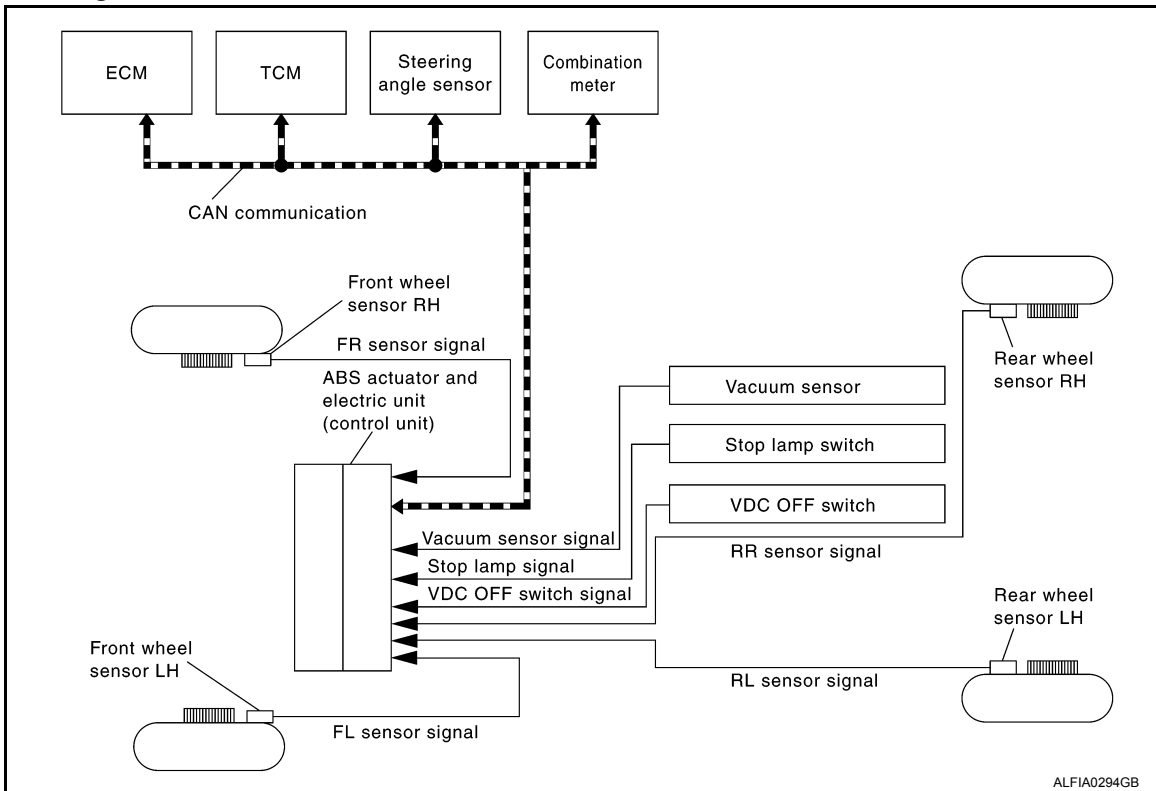 ECM
TCM
Steering
angle sensor
Combination
meter
CAN communication
Front wheel
sensor RH
FR sensor signal
ABS actuator and
electric unit
(control unit)
Vacuum sensor
Stop lamp switch
VDC OFF switch
Rear wheel
sensor RH
Vacuum sensor signal
Stop lamp signal
VDC OFF switch signal
RR sensor signal
Rear wheel
sensor LH
Front wheel
sensor LH
RL sensor signal
FL sensor signal
ALFIA0294GB